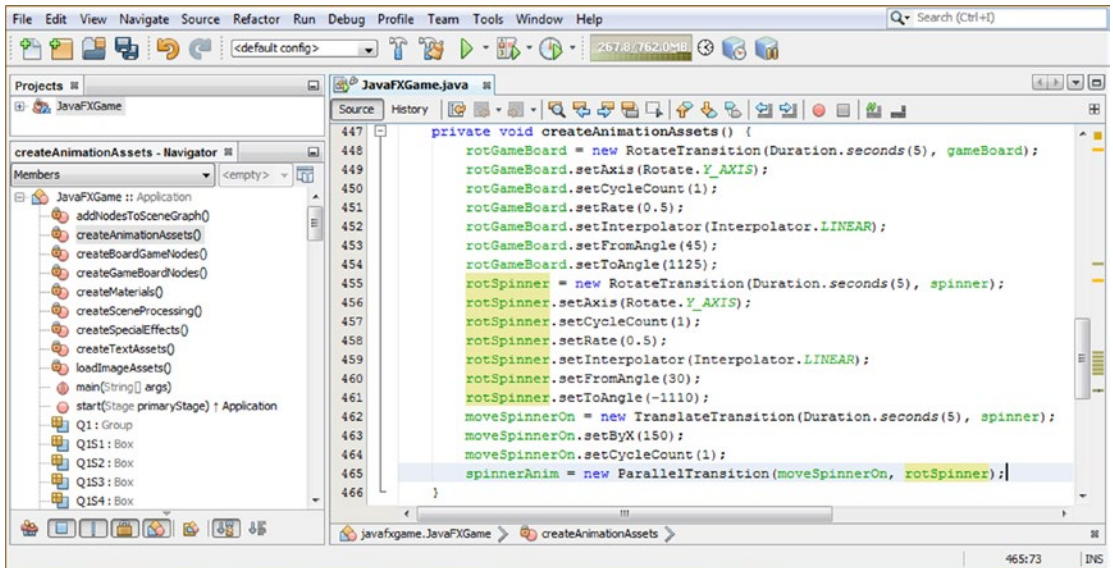 File Edit View Navigate Source Refactor Run Debug Profile Team Tools Window Help
Search (Ctrl+I)
<default config>
267.8/762.0MB
Projects
JavaFXGame
createAnimationAssets - Navigator
Members
<empty>
JavaFXGame :: Application
addNodesToSceneGraph()
createAnimationAssets()
createBoardGameNodes()
createGameBoardNodes()
createMaterials()
createSceneProcessing()
createSpecialEffects()
createTextAssets()
loadImageAssets()
main(String[] args)
start(Stage primaryStage) ↑ Application
Q1 : Group
Q1S1 : Box
Q1S2 : Box
Q1S3 : Box
Q1S4 : Box
JavaFXGame.java
Source History
447 private void createAnimationAssets() {
448 rotGameBoard = new RotateTransition(Duration.seconds(5), gameBoard);
449 rotGameBoard.setAxis(Rotate.Y_AXIS);
450 rotGameBoard.setCycleCount(1);
451 rotGameBoard.setRate(0.5);
452 rotGameBoard.setInterpolator(Interpolator.LINEAR);
453 rotGameBoard.setFromAngle(45);
454 rotGameBoard.setToAngle(1125);
455 rotSpinner = new RotateTransition(Duration.seconds(5), spinner);
456 rotSpinner.setAxis(Rotate.Y_AXIS);
457 rotSpinner.setCycleCount(1);
458 rotSpinner.setRate(0.5);
459 rotSpinner.setInterpolator(Interpolator.LINEAR);
460 rotSpinner.setFromAngle(30);
461 rotSpinner.setToAngle(-1110);
462 moveSpinnerOn = new TranslateTransition(Duration.seconds(5), spinner);
463 moveSpinnerOn.setByX(150);
464 moveSpinnerOn.setCycleCount(1);
465 spinnerAnim = new ParallelTransition(moveSpinnerOn, rotSpinner);
466 }
javafxgame.JavaFXGame
createAnimationAssets
465:73
INS